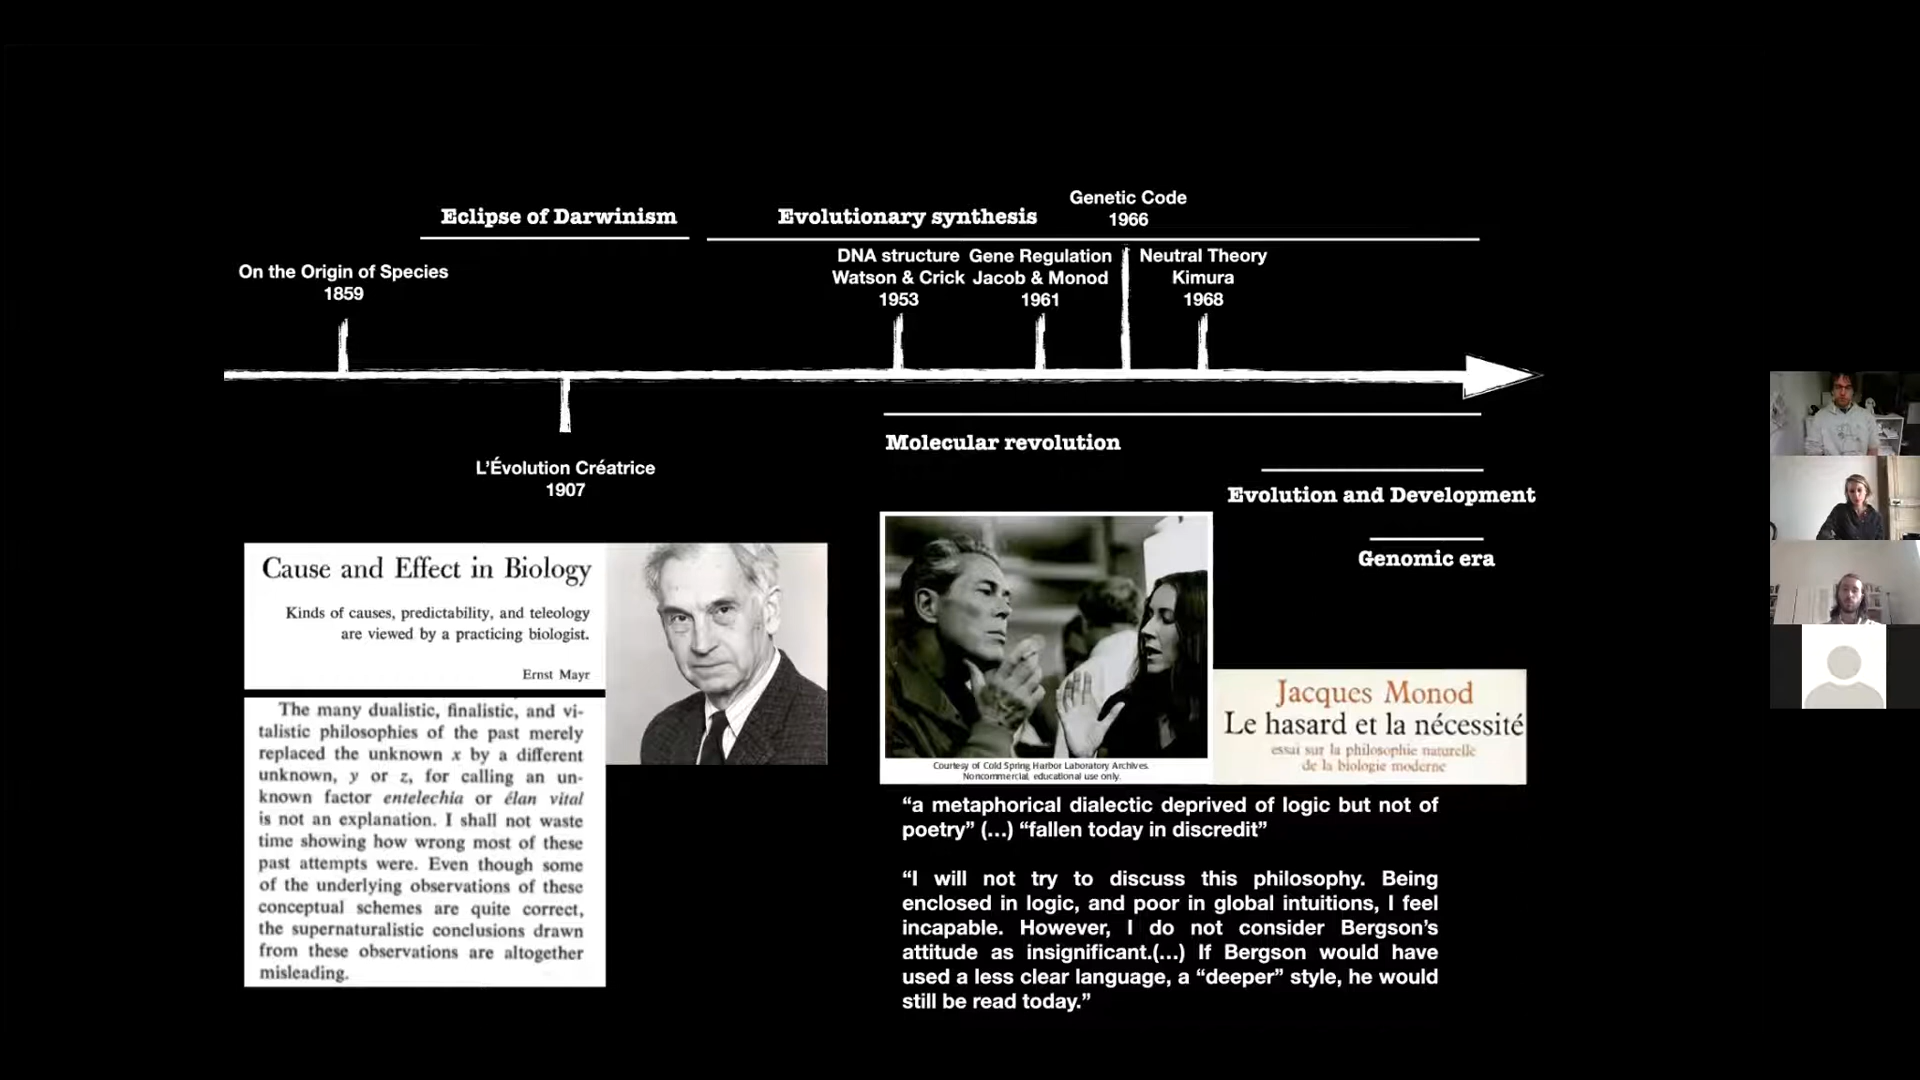 Genetic Code
1966
Eclipse of Darwinism
Evolutionary synthesis
On the Origin of Species
1859
DNA structure
Watson & Crick
1953
Gene Regulation
Jacob & Monod
1961
Neutral Theory
Kimura
1968
L’Évolution Créatrice
1907
Molecular revolution
Evolution and Development
Genomic era
Cause and Effect in Biology
Kinds of causes, predictability, and teleology
are viewed by a practicing biologist.
Ernst Mayr
The many dualistic, finalistic, and vi-
talistic philosophies of the past merely
replaced the unknown x by a different
unknown, y or z, for calling an un-
known factor entelechia or élan vital
is not an explanation. I shall not waste
time showing how wrong most of these
past attempts were. Even though some
of the underlying observations of these
conceptual schemes are quite correct,
the supernaturalistic conclusions drawn
from these observations are altogether
misleading.
Courtesy of Cold Spring Harbor Laboratory Archives.
Noncommercial, educational use only.
Jacques Monod
Le hasard et la nécessité
essai sur la philosophie naturelle
de la biologie moderne
“a metaphorical dialectic deprived of logic but not of
poetry” (...) “fallen today in discredit”
“I will not try to discuss this philosophy. Being
enclosed in logic, and poor in global intuitions, I feel
incapable. However, I do not consider Bergson’s
attitude as insignificant.(...) If Bergson would have
used a less clear language, a “deeper” style, he would
still be read today.”